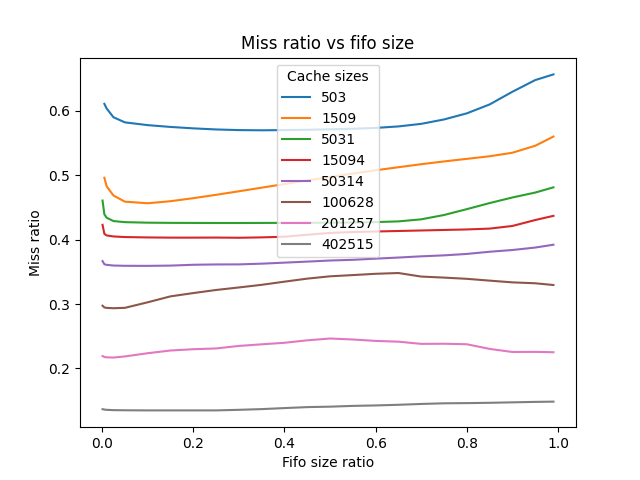 Miss ratio vs fifo size
Cache sizes
503
1509
5031
15094
50314
100628
201257
402515
0.6
0.5
0.4
0.3
0.2
Miss ratio
0.0 0.2 0.4 0.6 0.8 1.0
Fifo size ratio